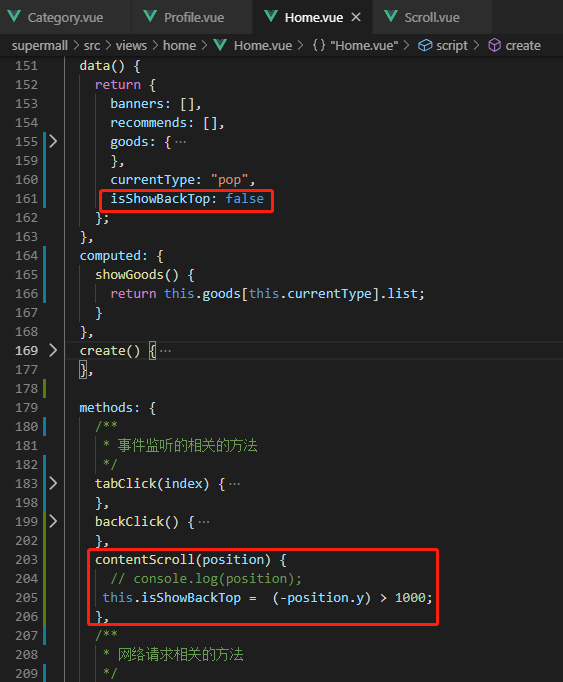 Category.vue Profile.vue Home.vue × Scroll.vue
supermall > src > views > home > Home.vue > {} "Home.vue" > script > create
151 data() {
152 return {
153 banners: [],
154 recommends: [],
155 goods: { ⋯
159 },
160 currentType: "pop",
161 isShowBackTop: false
162 };
163 },
164 computed: {
165 showGoods() {
166 return this.goods[this.currentType].list;
167 }
168 },
169 create() { ⋯
177 },
178
179 methods: {
180 /**
181 * 事件监听的相关的方法
182 */
183 tabClick(index) { ⋯
198 },
199 backClick() { ⋯
202 },
203 contentScroll(position) {
204 // console.log(position);
205 this.isShowBackTop = (-position.y) > 1000;
206 },
207 /**
208 * 网络请求相关的方法
209 */